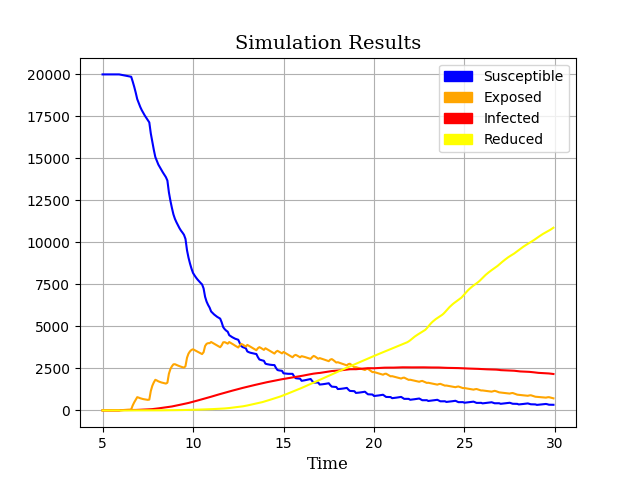 Simulation Results
20000
17500
15000
12500
10000
7500
5000
2500
0
Susceptible
Exposed
Infected
Reduced
5 10 15 20 25 30
Time